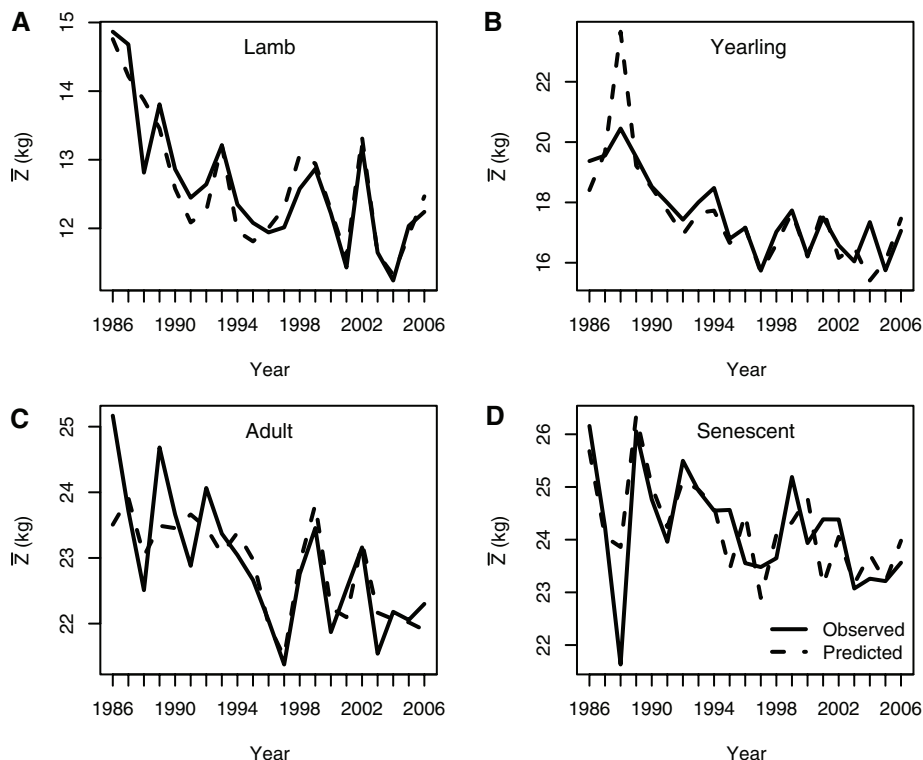 A
Lamb
15
14
13
12
Z̅ (kg)
1986 1990 1994 1998 2002 2006
Year
B
Yearling
22
20
18
16
Z̅ (kg)
1986 1990 1994 1998 2002 2006
Year
C
Adult
25
24
23
22
Z̅ (kg)
1986 1990 1994 1998 2002 2006
Year
D
Senescent
26
25
24
23
22
Z̅ (kg)
Observed
Predicted
1986 1990 1994 1998 2002 2006
Year